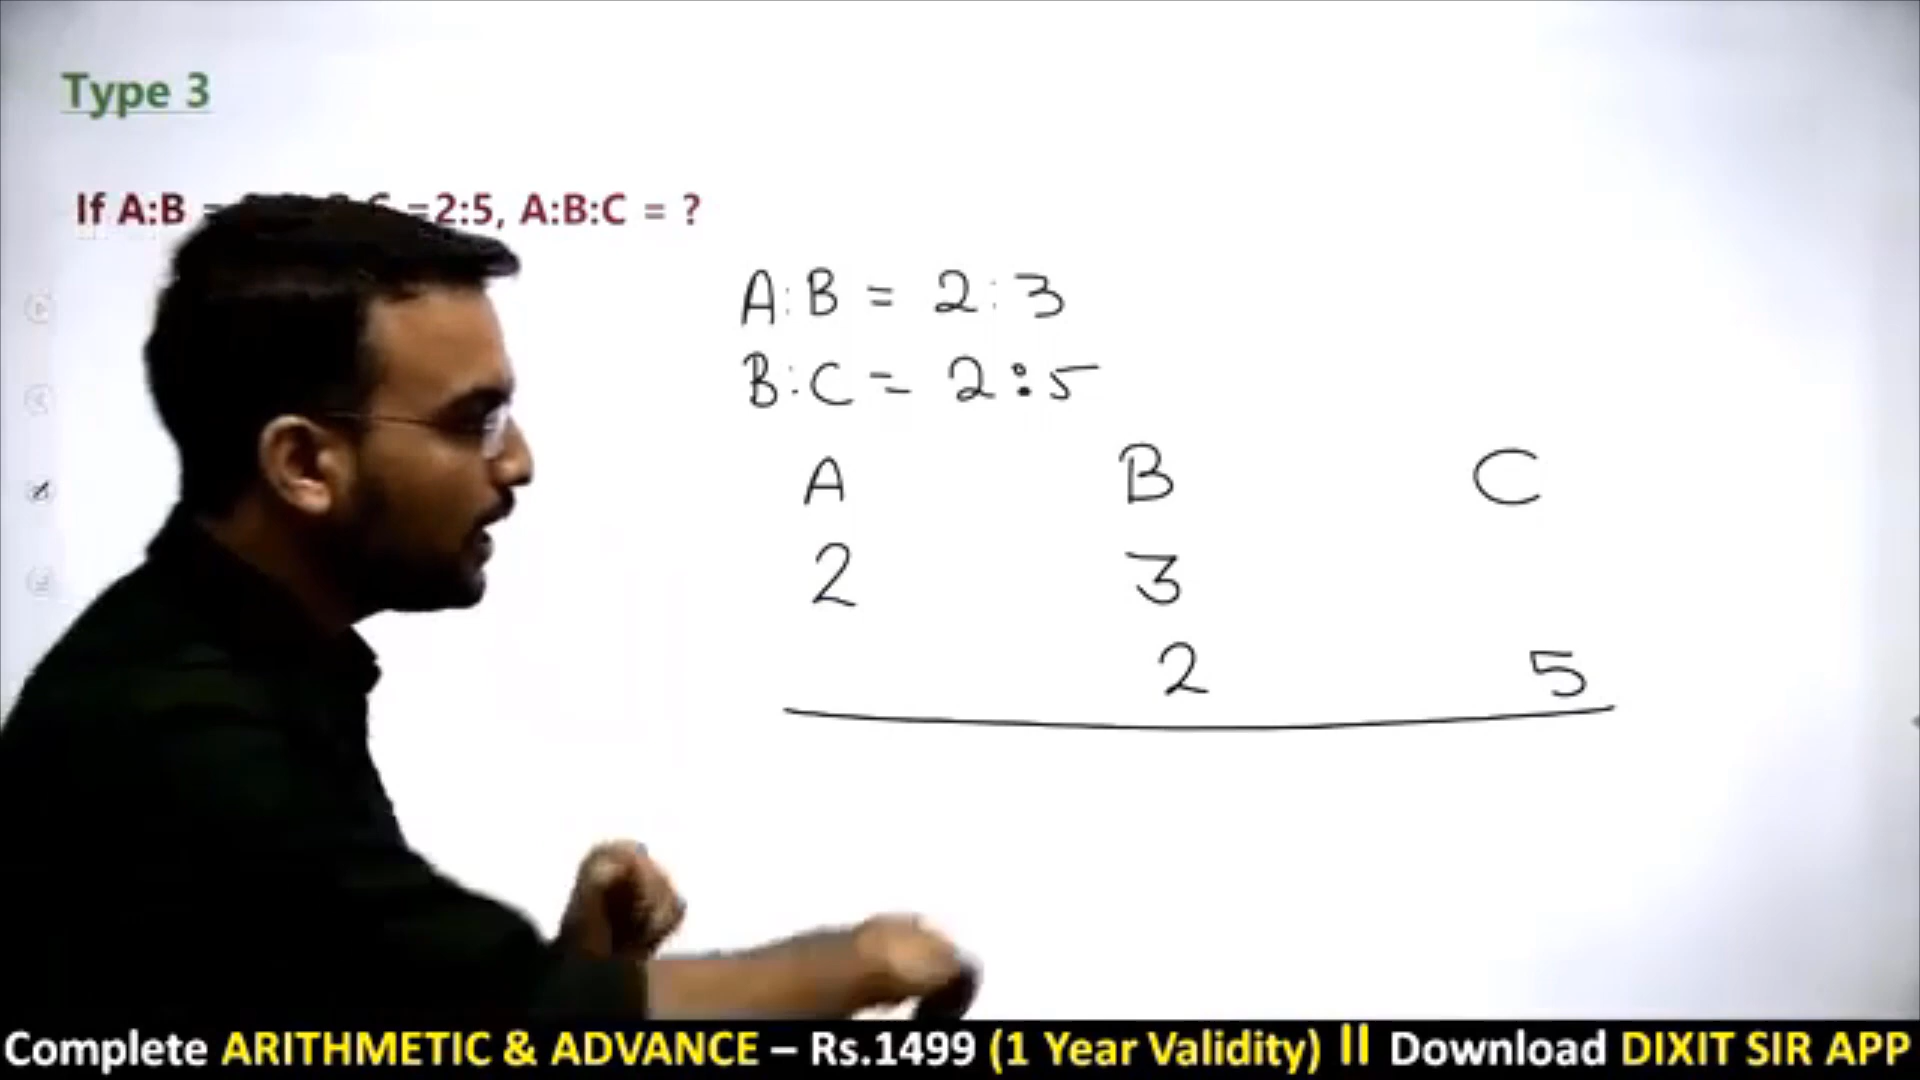 Type 3
If A:B = =2:5, A:B:C = ?
A:B = 2:3
B:C = 2:5
A B C
2 3
2 5
Complete ARITHMETIC & ADVANCE – Rs.1499 (1 Year Validity) || Download DIXIT SIR APP